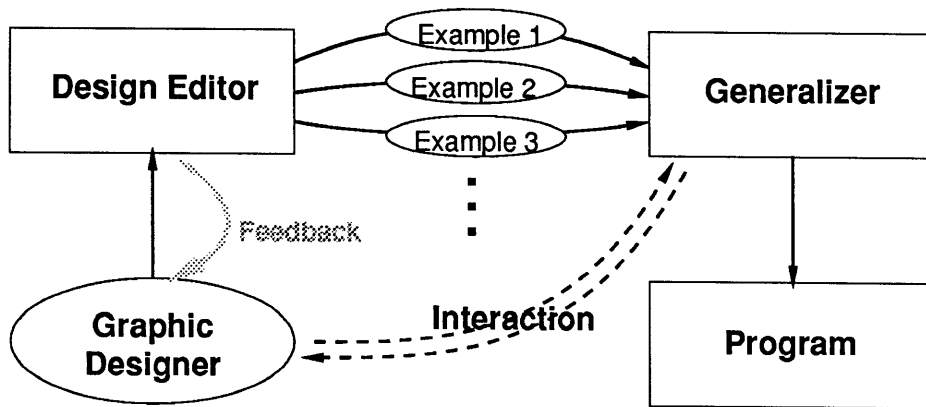 Example 1
Design Editor
Example 2
Generalizer
Example 3
Feedback
Interaction
Graphic
Designer
Program